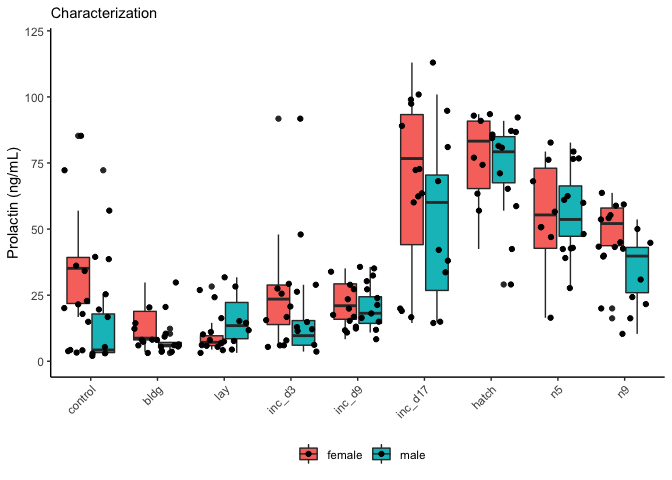 Characterization
Prolactin (ng/mL)
125
100
75
50
25
0
control
bldg
lay
inc_d3
inc_d9
inc_d17
hatch
n5
n9
female
male